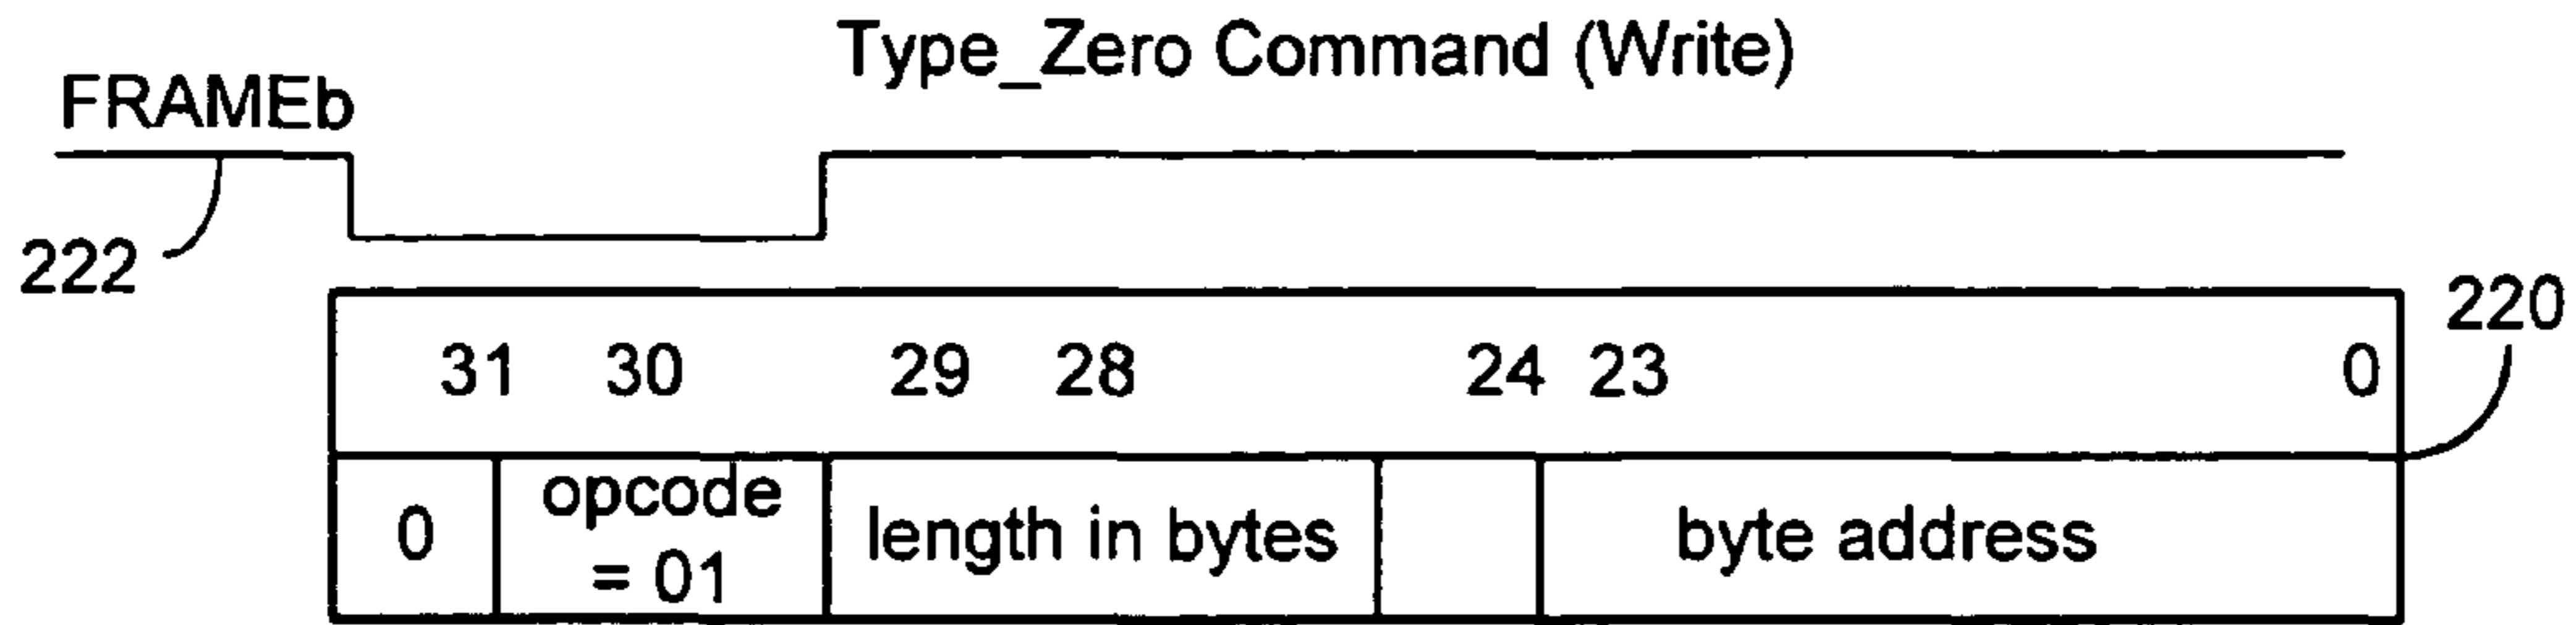 Type_Zero Command (Write)
FRAMEb
222
220
31 30 29 28 24 23 0
0 opcode = 01 length in bytes byte address